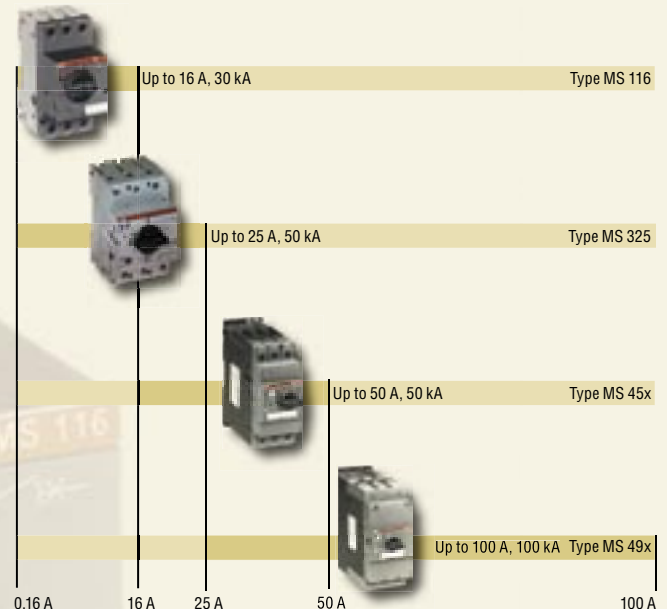 Up to 16 A, 30 kA Type MS 116
Up to 25 A, 50 kA Type MS 325
Up to 50 A, 50 kA Type MS 45x
MS 116
Up to 100 A, 100 kA Type MS 49x
0.16 A 16 A 25 A 50 A 100 A